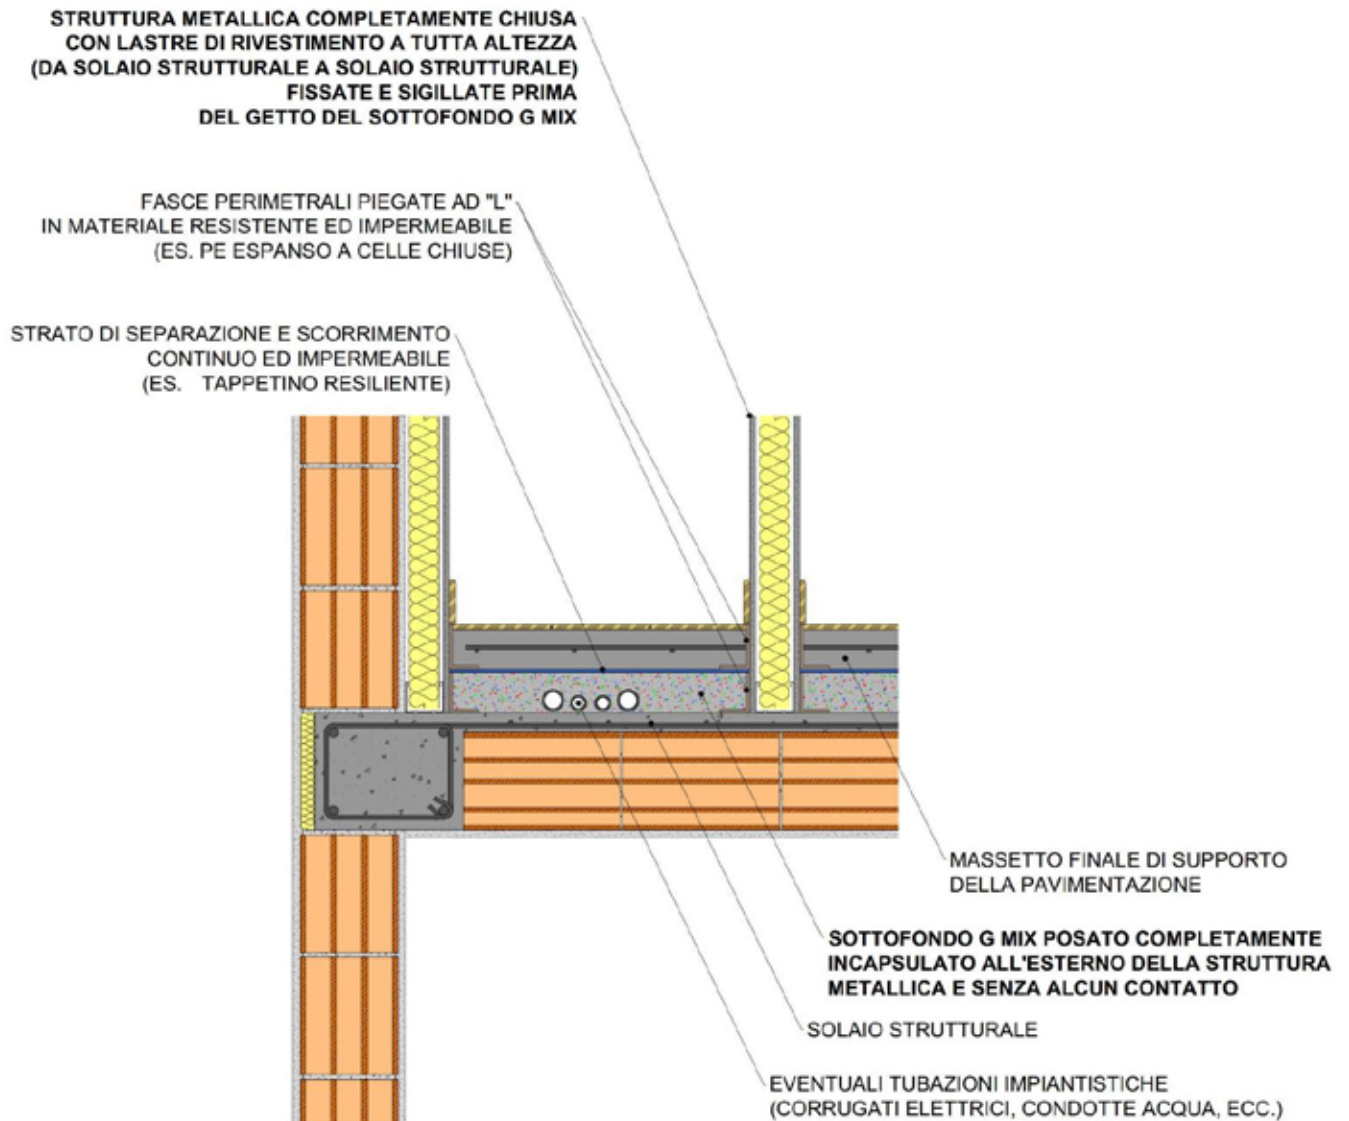 STRUTTURA METALLICA COMPLETAMENTE CHIUSA
CON LASTRE DI RIVESTIMENTO A TUTTA ALTEZZA
(DA SOLAIO STRUTTURALE A SOLAIO STRUTTURALE)
FISSATE E SIGILLATE PRIMA
DEL GETTO DEL SOTTOFONDO G MIX
FASCE PERIMETRALI PIEGATE AD "L"
IN MATERIALE RESISTENTE ED IMPERMEABILE
(ES. PE ESPANSO A CELLE CHIUSE)
STRATO DI SEPARAZIONE E SCORRIMENTO
CONTINUO ED IMPERMEABILE
(ES. TAPPETINO RESILIENTE)
MASSETTO FINALE DI SUPPORTO
DELLA PAVIMENTAZIONE
SOTTOFONDO G MIX POSATO COMPLETAMENTE
INCAPSULATO ALL'ESTERNO DELLA STRUTTURA
METALLICA E SENZA ALCUN CONTATTO
SOLAIO STRUTTURALE
EVENTUALI TUBAZIONI IMPIANTISTICHE
(CORRUGATI ELETTRICI, CONDOTTE ACQUA, ECC.)